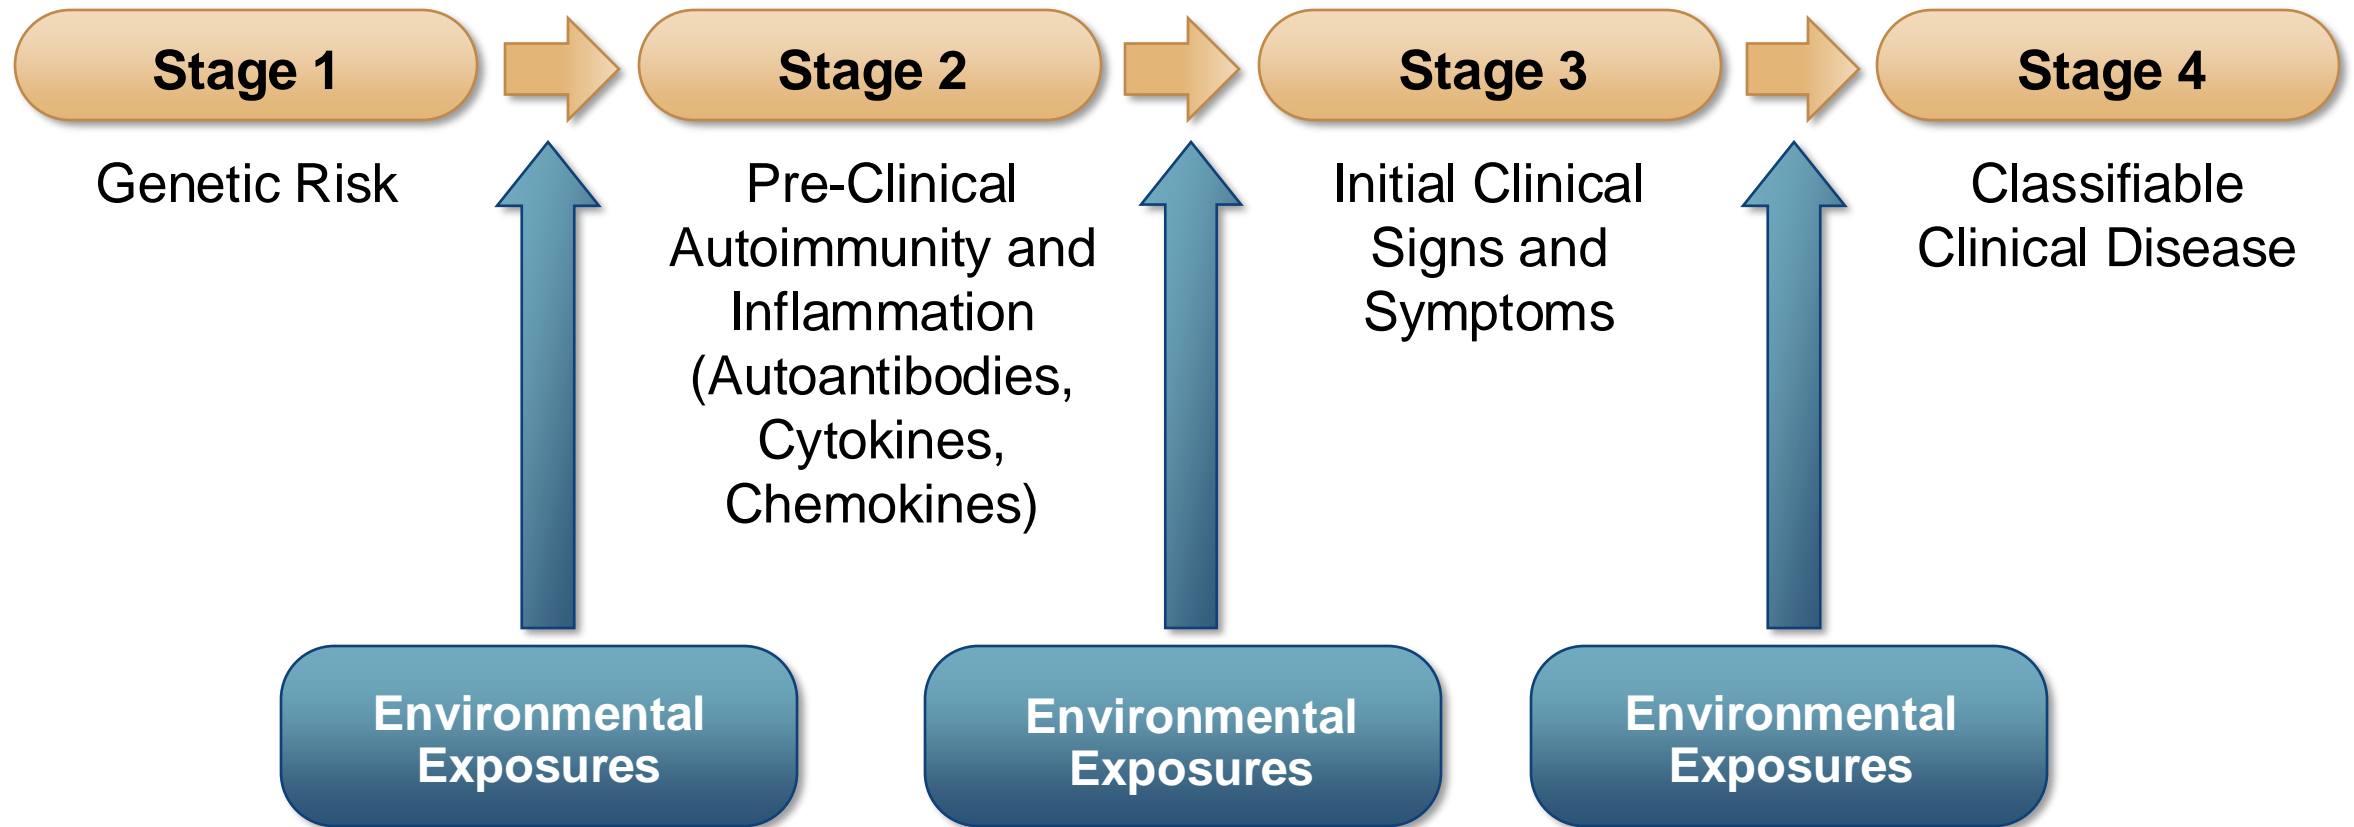 Stage 1
Stage 2
Stage 3
Stage 4
Genetic Risk
Pre-Clinical
Autoimmunity and
Inflammation
(Autoantibodies,
Cytokines,
Chemokines)
Initial Clinical
Signs and
Symptoms
Classifiable
Clinical Disease
Environmental
Exposures
Environmental
Exposures
Environmental
Exposures